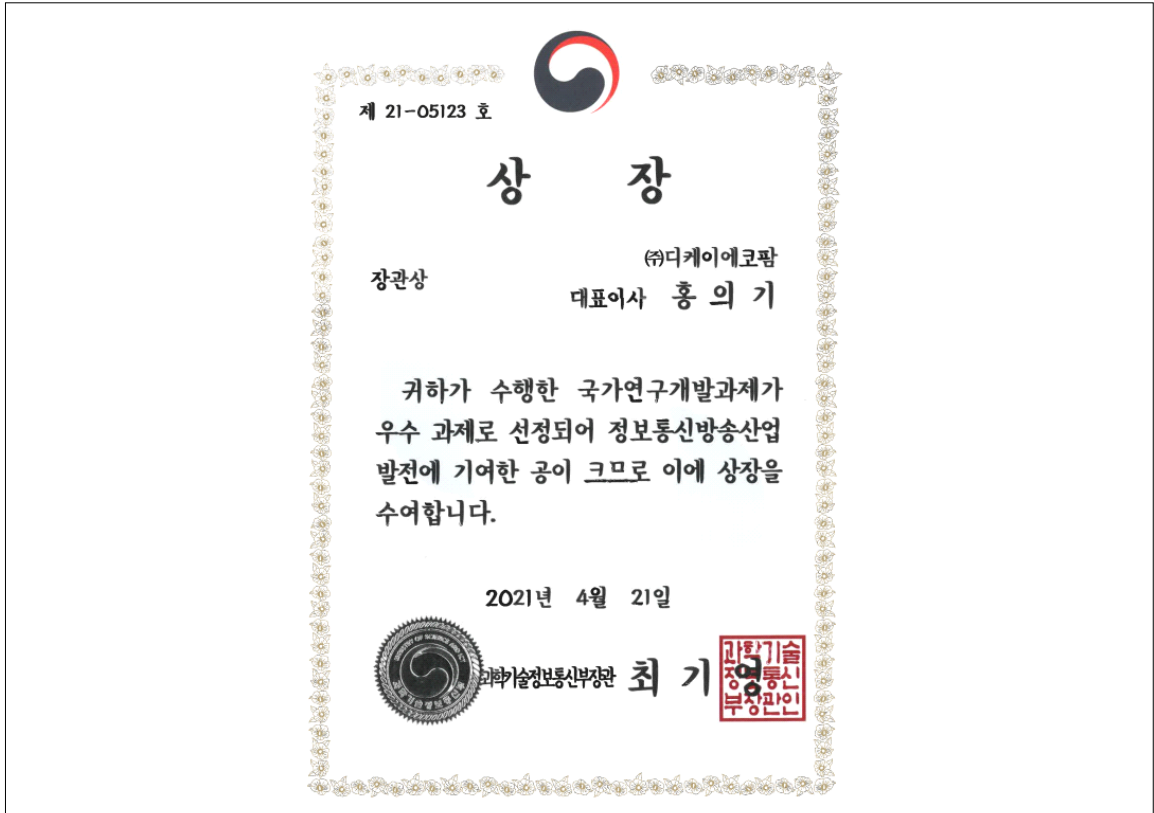 제 21-05123 호
상 장
㈜디케이에코팜
장관상
대표이사 홍 의 기
귀하가 수행한 국가연구개발과제가
우수 과제로 선정되어 정보통신방송산업
발전에 기여한 공이 크므로 이에 상장을
수여합니다.
2021년 4월 21일
과학기술정보통신부장관 최 기 영
과학기술
정보통신
부장관인